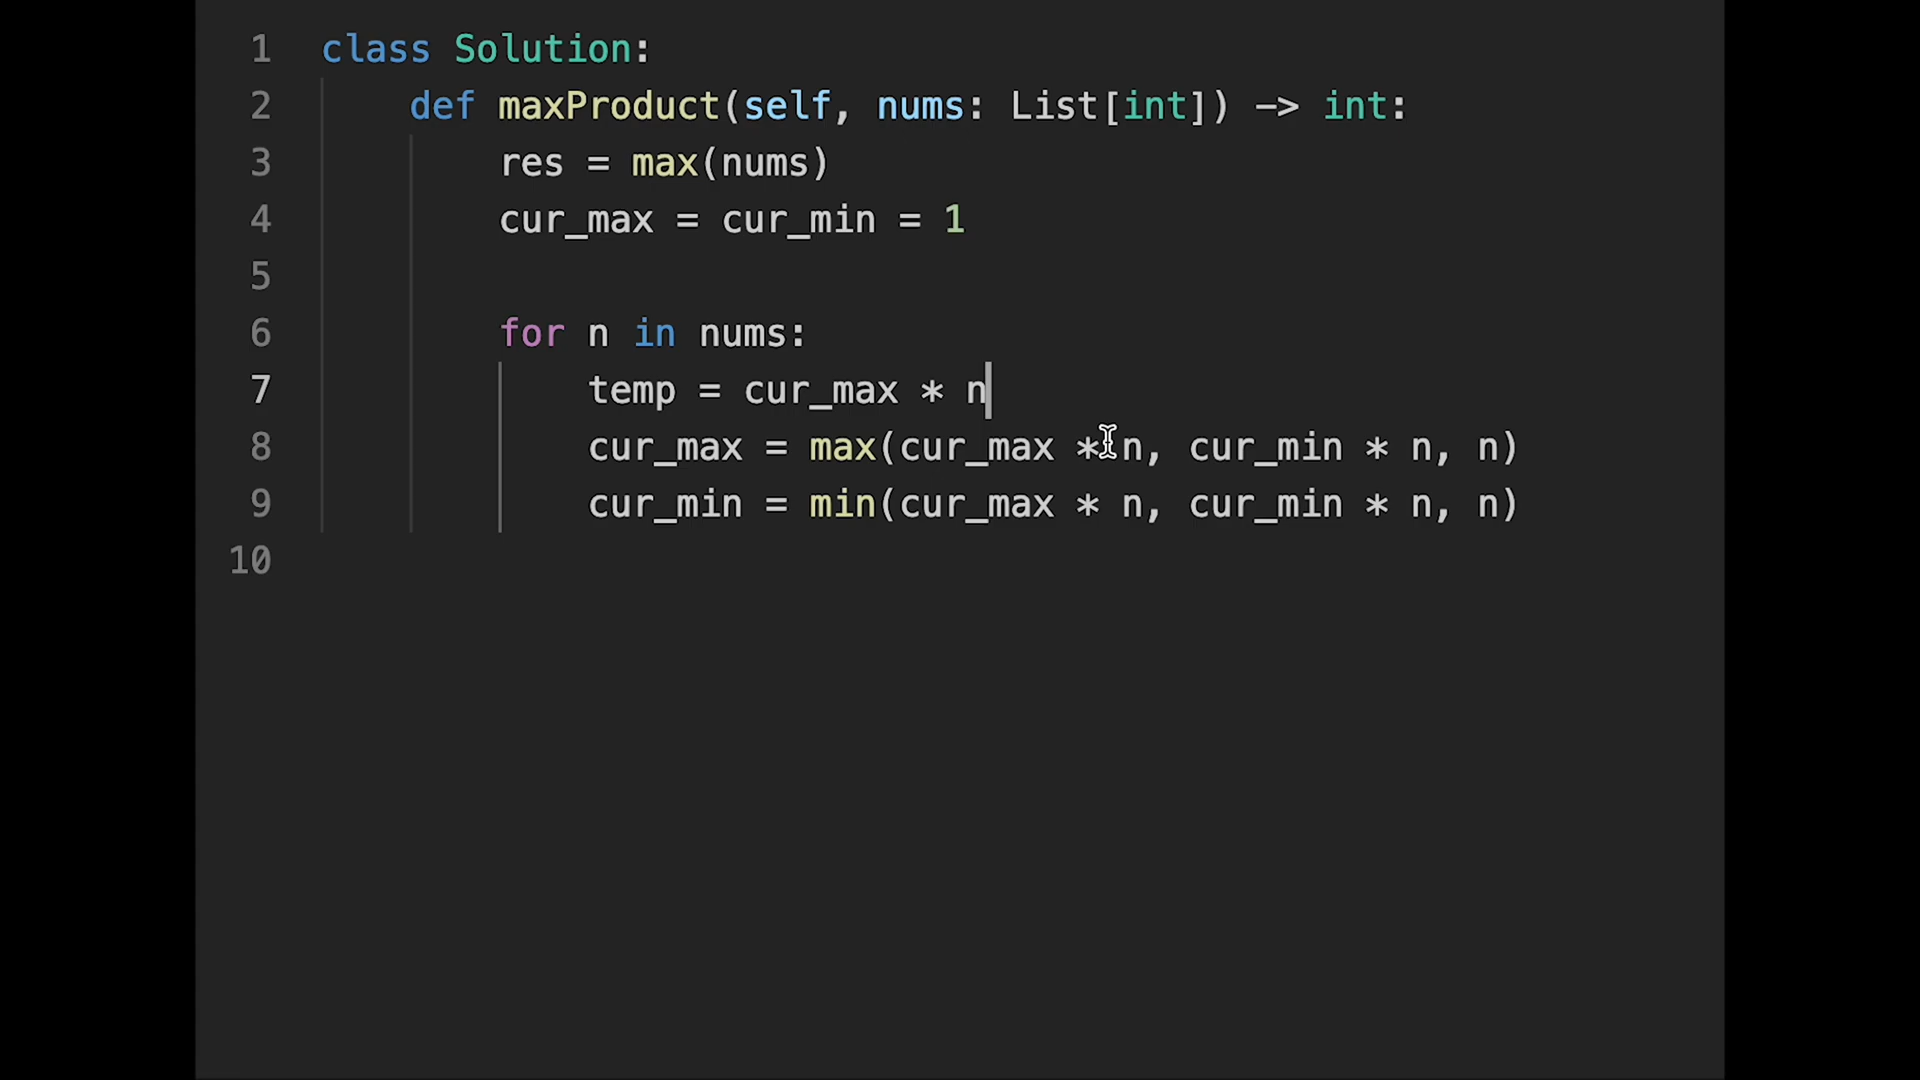 1 class Solution:
2 def maxProduct(self, nums: List[int]) -> int:
3 res = max(nums)
4 cur_max = cur_min = 1
5
6 for n in nums:
7 temp = cur_max * n
8 cur_max = max(cur_max * n, cur_min * n, n)
9 cur_min = min(cur_max * n, cur_min * n, n)
10